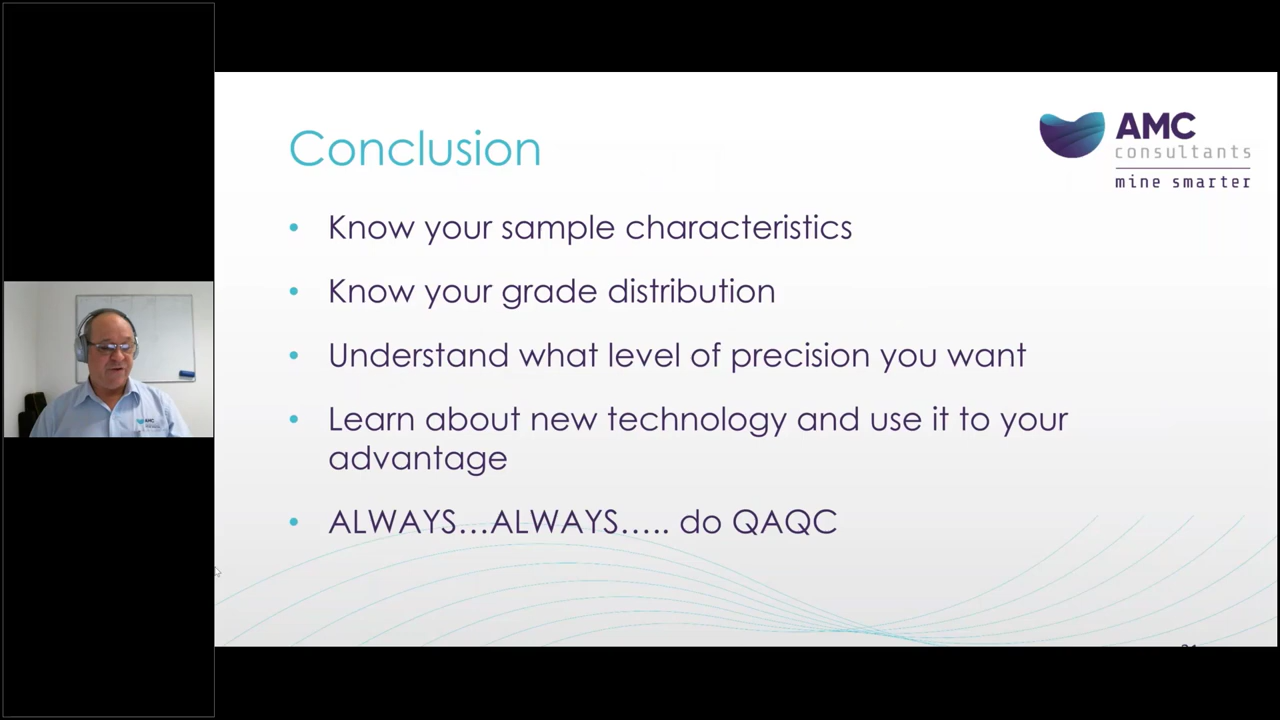 Conclusion
AMC
consultants
mine smarter
• Know your sample characteristics
• Know your grade distribution
• Understand what level of precision you want
• Learn about new technology and use it to your
advantage
• ALWAYS...ALWAYS..... do QAQC
AMC